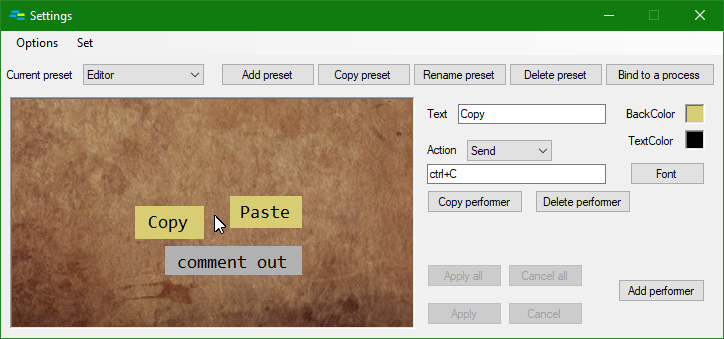 Settings
Options Set
Current preset Editor Add preset Copy preset Rename preset Delete preset Bind to a process
Text Copy BackColor
TextColor
Action Send
ctrl+C Font
Copy performer Delete performer
Copy Paste
comment out
Apply all Cancel all
Add performer
Apply Cancel